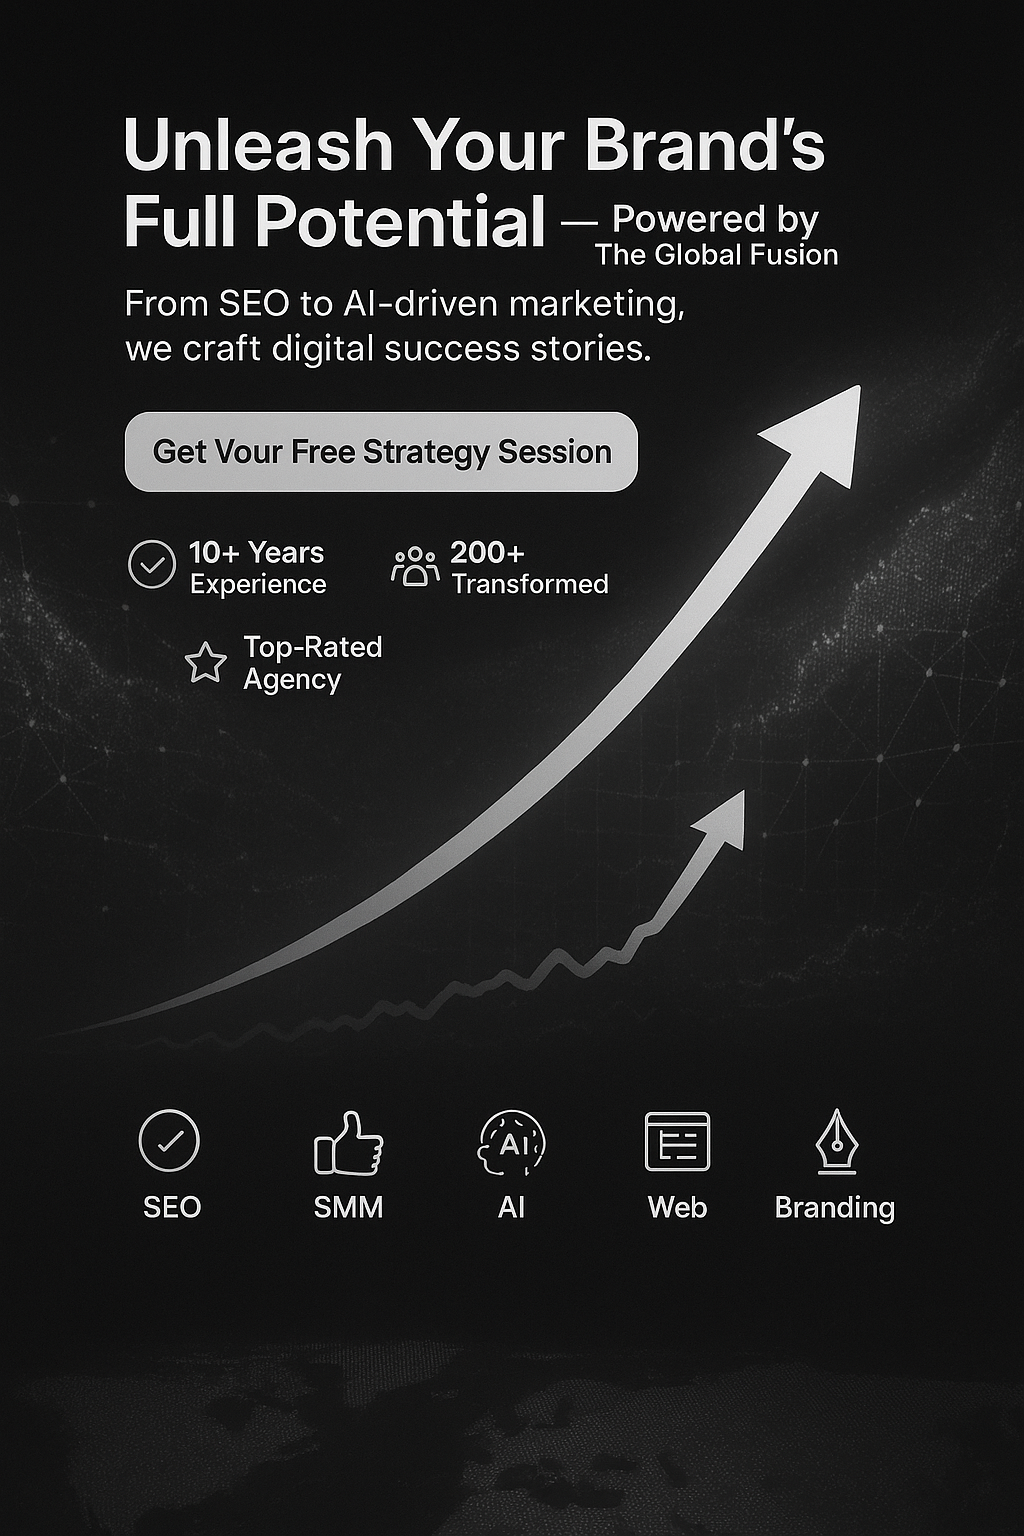 Unleash Your Brand's
Full Potential — Powered by
The Global Fusion
From SEO to AI-driven marketing,
we craft digital success stories.
Get Vour Free Strategy Session
10+ Years
Experience
200+
Transformed
Top-Rated
Agency
AI
SEO
SMM
AI
Web
Branding